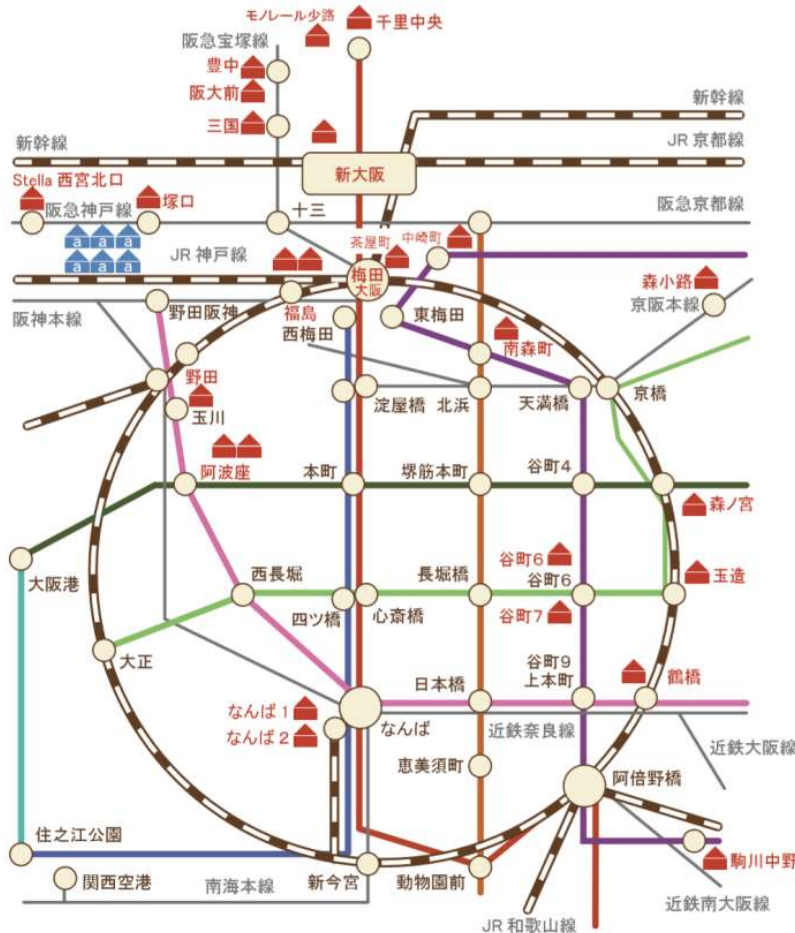 モノレール少路
千里中央
阪急宝塚線
豊中
阪大前
三国
新幹線
新幹線
JR京都線
新大阪
Stella 西宮北口
阪急神戸線
塚口
十三
阪急京都線
a a a
a a a
JR神戸線
茶屋町
中崎町
梅田
大阪
森小路
京阪本線
阪神本線
野田阪神
福島
西梅田
東梅田
南森町
野田
玉川
淀屋橋
北浜
天満橋
京橋
阿波座
本町
堺筋本町
谷町4
森ノ宮
大阪港
西長堀
長堀橋
谷町6
谷町6
玉造
四ツ橋
心斎橋
谷町7
大正
谷町9
上本町
鶴橋
日本橋
なんば1
なんば2
なんば
近鉄奈良線
近鉄大阪線
恵美須町
阿倍野橋
住之江公園
関西空港
南海本線
新今宮
動物園前
駒川中野
近鉄南大阪線
JR和歌山線